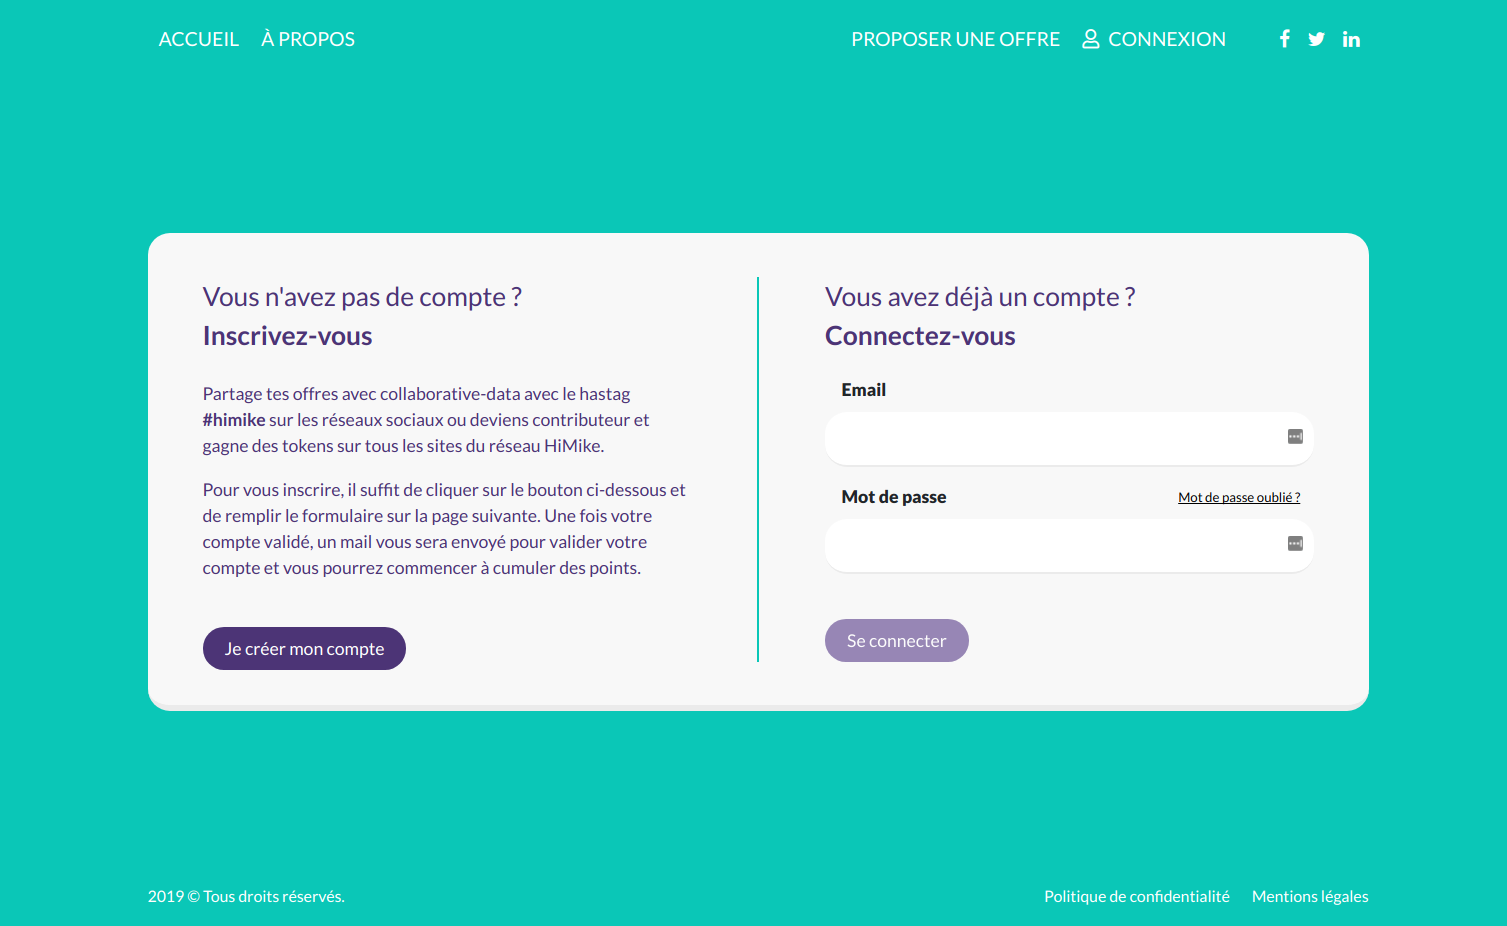 ACCUEIL À PROPOS PROPOSER UNE OFFRE CONNEXION
Vous n'avez pas de compte ?
Inscrivez-vous
Partage tes offres avec collaborative-data avec le hastag
#himike sur les réseaux sociaux ou deviens contributeur et
gagne des tokens sur tous les sites du réseau HiMike.
Pour vous inscrire, il suffit de cliquer sur le bouton ci-dessous et
de remplir le formulaire sur la page suivante. Une fois votre
compte validé, un mail vous sera envoyé pour valider votre
compte et vous pourrez commencer à cumuler des points.
Je créer mon compte
Vous avez déjà un compte ?
Connectez-vous
Email
Mot de passe Mot de passe oublié ?
Se connecter
2019 © Tous droits réservés. Politique de confidentialité Mentions légales